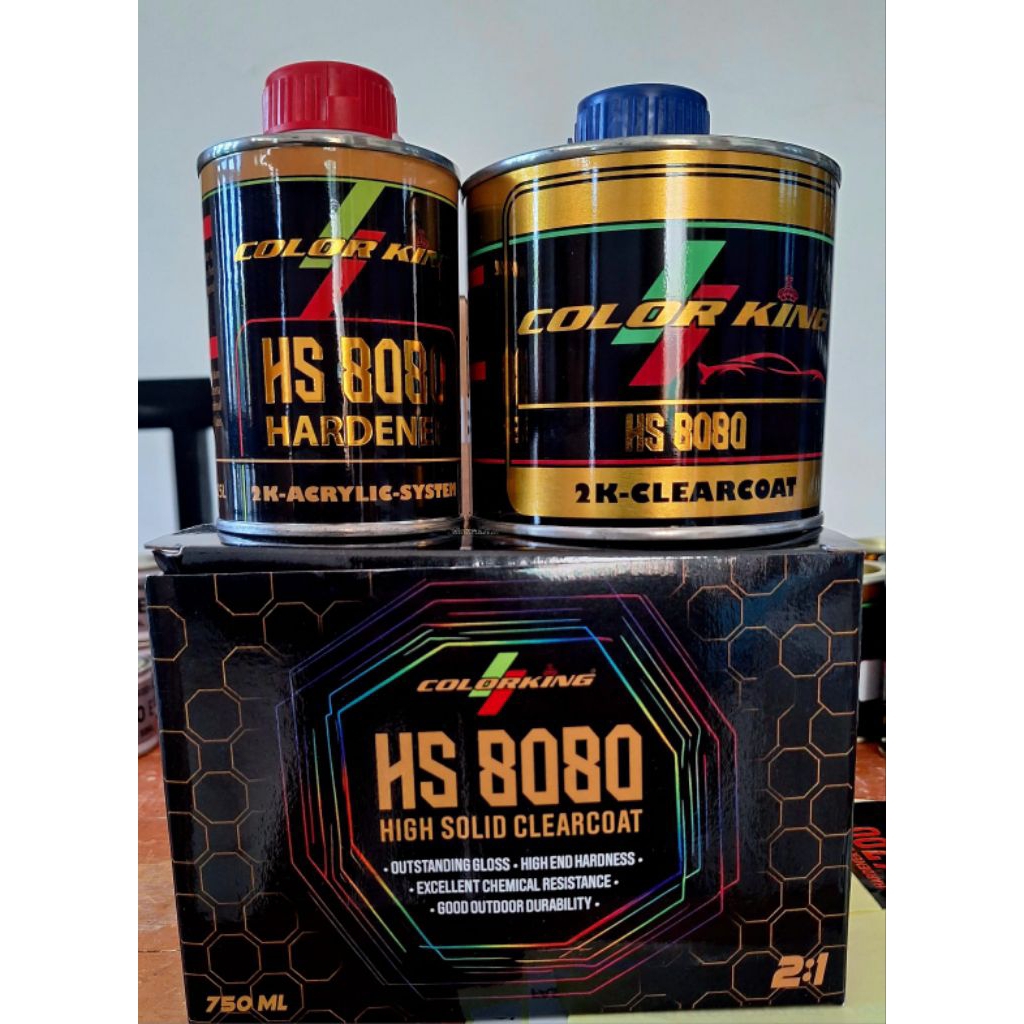 COLOR KING
HS 8080
HARDENER
2K-ACRYLIC-SYSTEM
COLOR KING
HS 8080
2K-CLEARCOAT
COLORKING
HS 8080
HIGH SOLID CLEARCOAT
• OUTSTANDING GLOSS • HIGH END HARDNESS •
• EXCELLENT CHEMICAL RESISTANCE •
• GOOD OUTDOOR DURABILITY •
2:1
750 ML